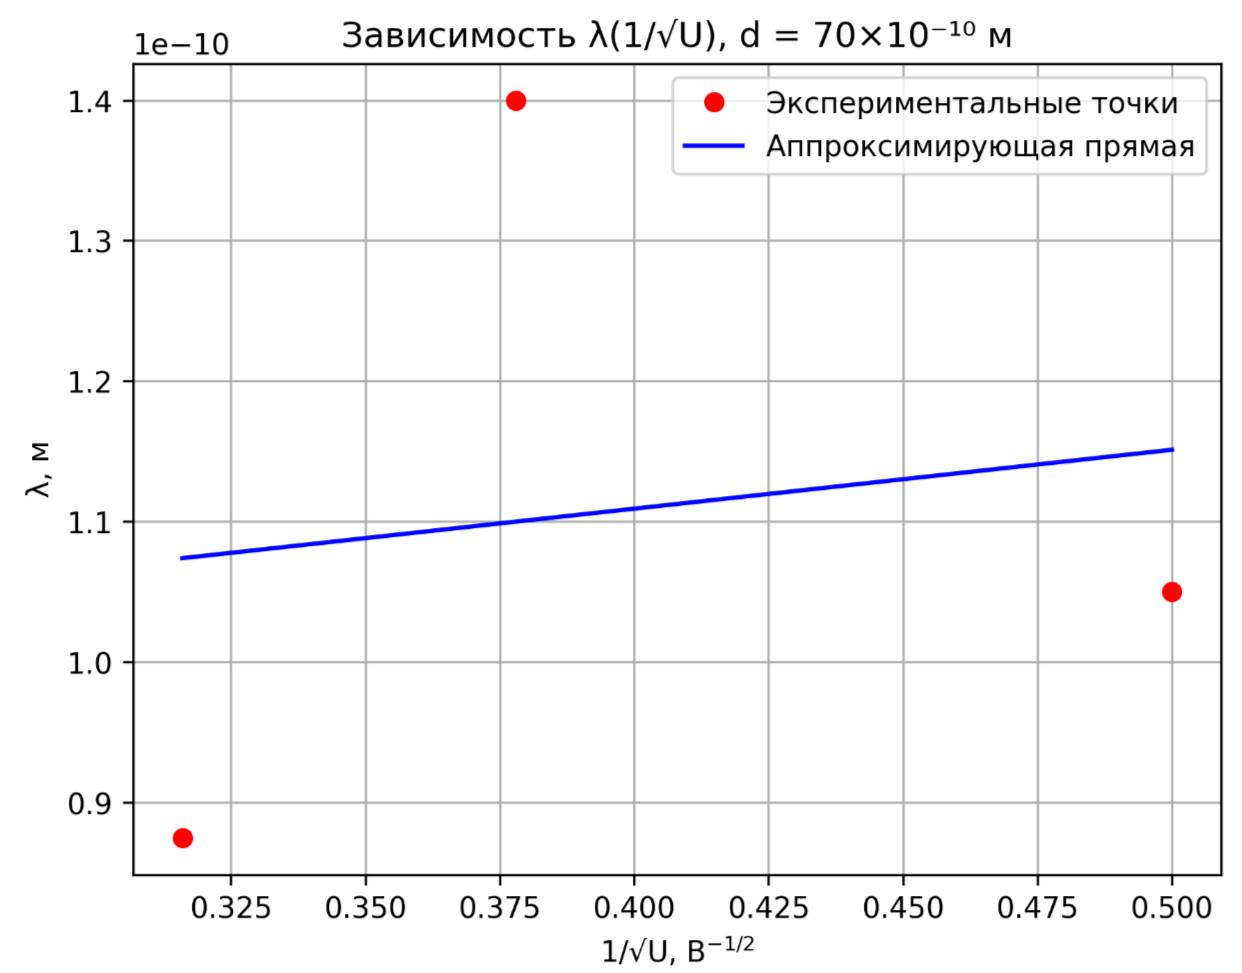 Зависимость λ(1/√U), d = 70×10⁻¹⁰ м
1e−10
Экспериментальные точки
Аппроксимирующая прямая
1.4
1.3
1.2
1.1
1.0
0.9
λ, м
0.325 0.350 0.375 0.400 0.425 0.450 0.475 0.500
1/√U, В⁻¹/²